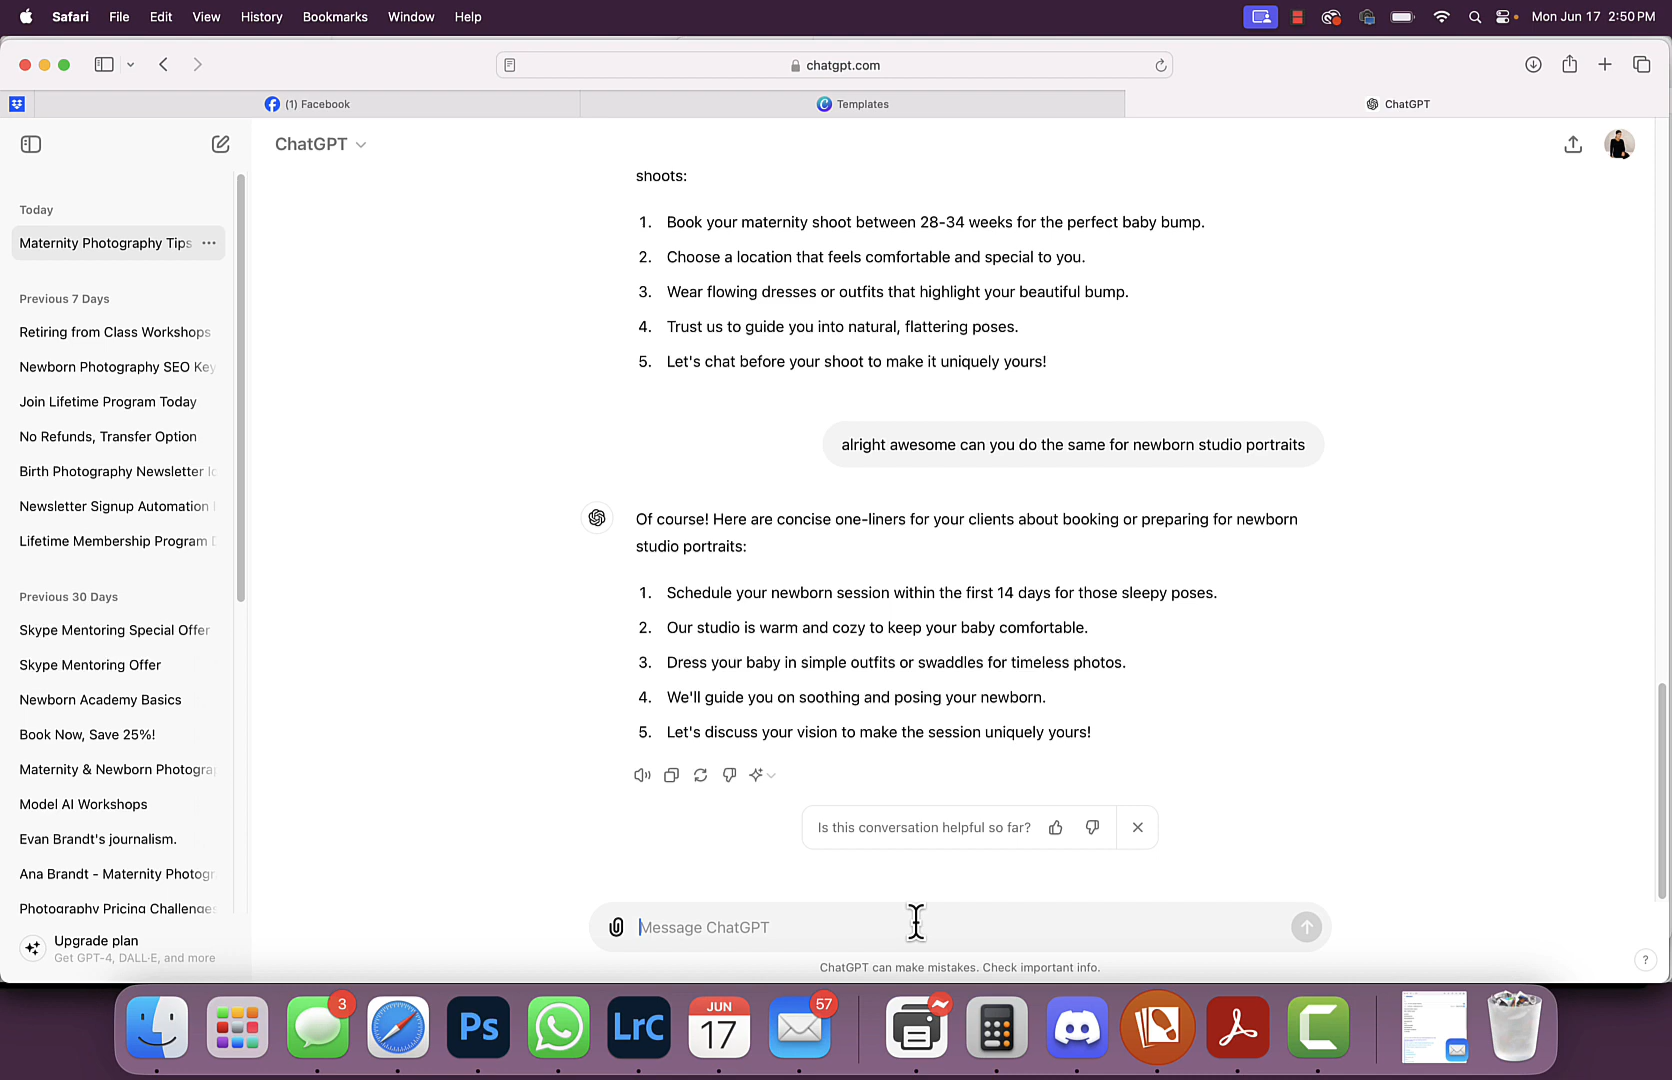 Safari File Edit View History Bookmarks Window Help
Mon Jun 17 2:50 PM
chatgpt.com
(1) Facebook
Templates
ChatGPT
ChatGPT
Today
Maternity Photography Tips
Previous 7 Days
Retiring from Class Workshops
Newborn Photography SEO Key
Join Lifetime Program Today
No Refunds, Transfer Option
Birth Photography Newsletter
Newsletter Signup Automation
Lifetime Membership Program
Previous 30 Days
Skype Mentoring Special Offer
Skype Mentoring Offer
Newborn Academy Basics
Book Now, Save 25%!
Maternity & Newborn Photogra
Model AI Workshops
Evan Brandt's journalism.
Ana Brandt - Maternity Photogr
Photography Pricing Challenges
Upgrade plan
Get GPT-4, DALL·E, and more
shoots:
1. Book your maternity shoot between 28-34 weeks for the perfect baby bump.
2. Choose a location that feels comfortable and special to you.
3. Wear flowing dresses or outfits that highlight your beautiful bump.
4. Trust us to guide you into natural, flattering poses.
5. Let's chat before your shoot to make it uniquely yours!
alright awesome can you do the same for newborn studio portraits
Of course! Here are concise one-liners for your clients about booking or preparing for newborn
studio portraits:
1. Schedule your newborn session within the first 14 days for those sleepy poses.
2. Our studio is warm and cozy to keep your baby comfortable.
3. Dress your baby in simple outfits or swaddles for timeless photos.
4. We'll guide you on soothing and posing your newborn.
5. Let's discuss your vision to make the session uniquely yours!
Is this conversation helpful so far?
Message ChatGPT
ChatGPT can make mistakes. Check important info.
?
3
Ps
LrC
JUN
17
57